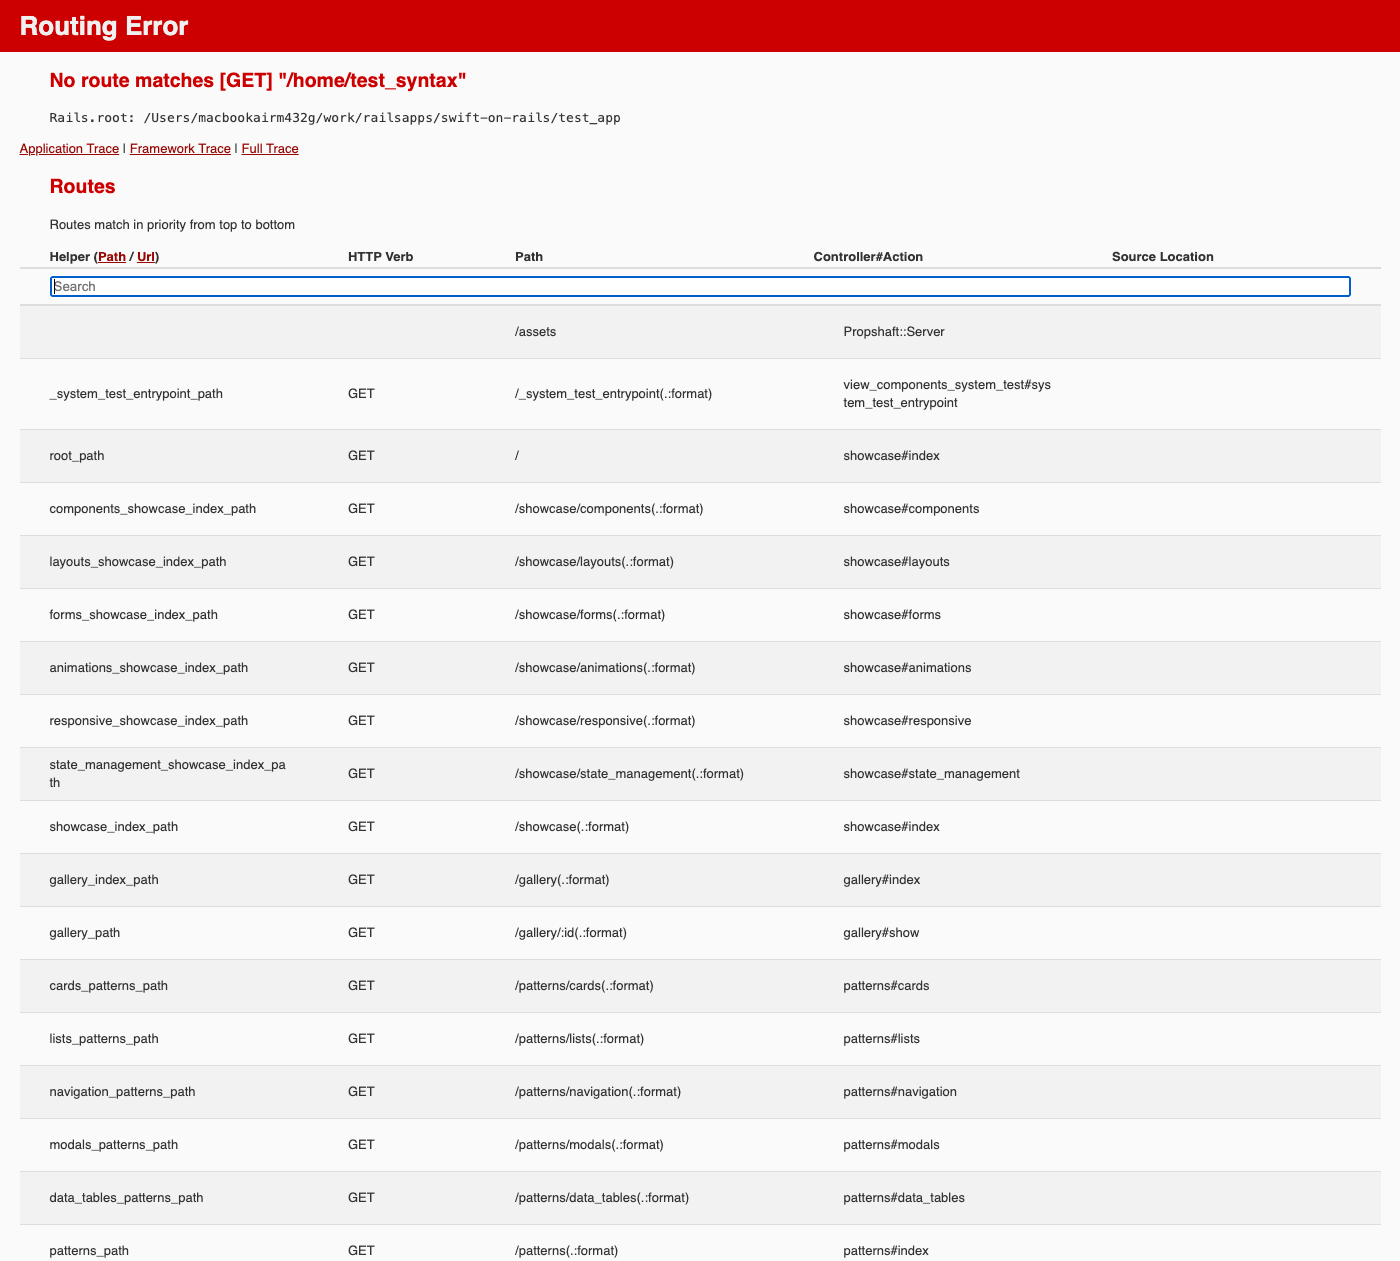 Routing Error
No route matches [GET] "/home/test_syntax"
Rails.root: /Users/macbookairm432g/work/railsapps/swift-on-rails/test_app
Application Trace | Framework Trace | Full Trace
Routes
Routes match in priority from top to bottom
Helper (Path / Url) HTTP Verb Path Controller#Action Source Location
Search
/assets Propshaft::Server
_system_test_entrypoint_path GET /_system_test_entrypoint(.:format) view_components_system_test#sys
tem_test_entrypoint
root_path GET / showcase#index
components_showcase_index_path GET /showcase/components(.:format) showcase#components
layouts_showcase_index_path GET /showcase/layouts(.:format) showcase#layouts
forms_showcase_index_path GET /showcase/forms(.:format) showcase#forms
animations_showcase_index_path GET /showcase/animations(.:format) showcase#animations
responsive_showcase_index_path GET /showcase/responsive(.:format) showcase#responsive
state_management_showcase_index_pa
th GET /showcase/state_management(.:format) showcase#state_management
showcase_index_path GET /showcase(.:format) showcase#index
gallery_index_path GET /gallery(.:format) gallery#index
gallery_path GET /gallery/:id(.:format) gallery#show
cards_patterns_path GET /patterns/cards(.:format) patterns#cards
lists_patterns_path GET /patterns/lists(.:format) patterns#lists
navigation_patterns_path GET /patterns/navigation(.:format) patterns#navigation
modals_patterns_path GET /patterns/modals(.:format) patterns#modals
data_tables_patterns_path GET /patterns/data_tables(.:format) patterns#data_tables
patterns_path GET /patterns(.:format) patterns#index